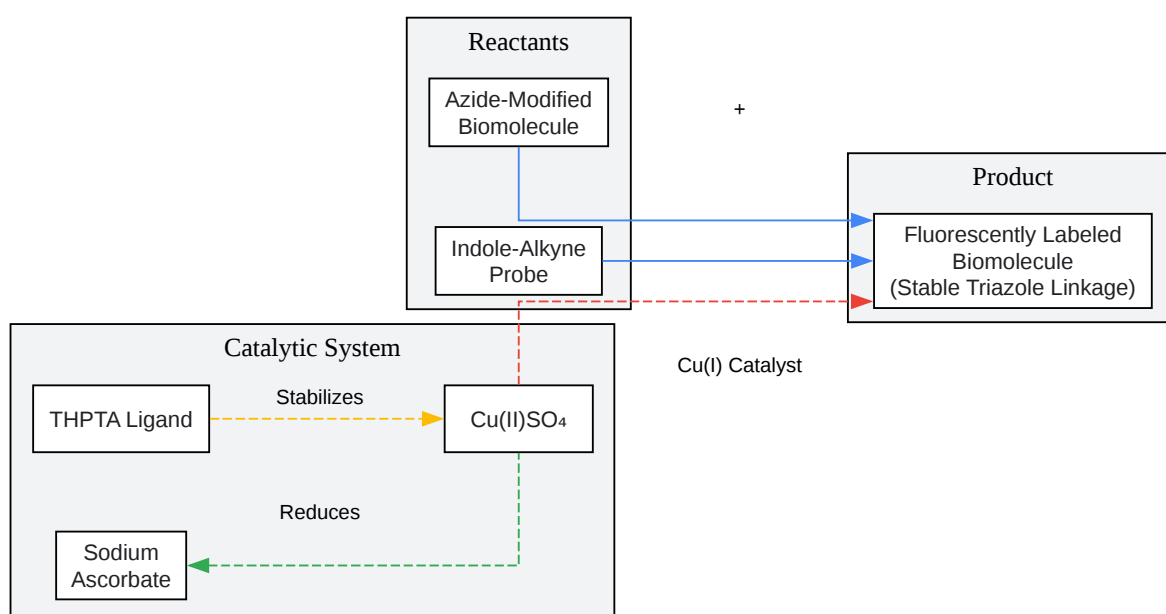 Reactants
Azide-Modified
Biomolecule
+
Product
Indole-Alkyne
Probe
Fluorescently Labeled
Biomolecule
(Stable Triazole Linkage)
Catalytic System
Cu(I) Catalyst
THPTA Ligand
Stabilizes
Cu(II)SO₄
Reduces
Sodium
Ascorbate